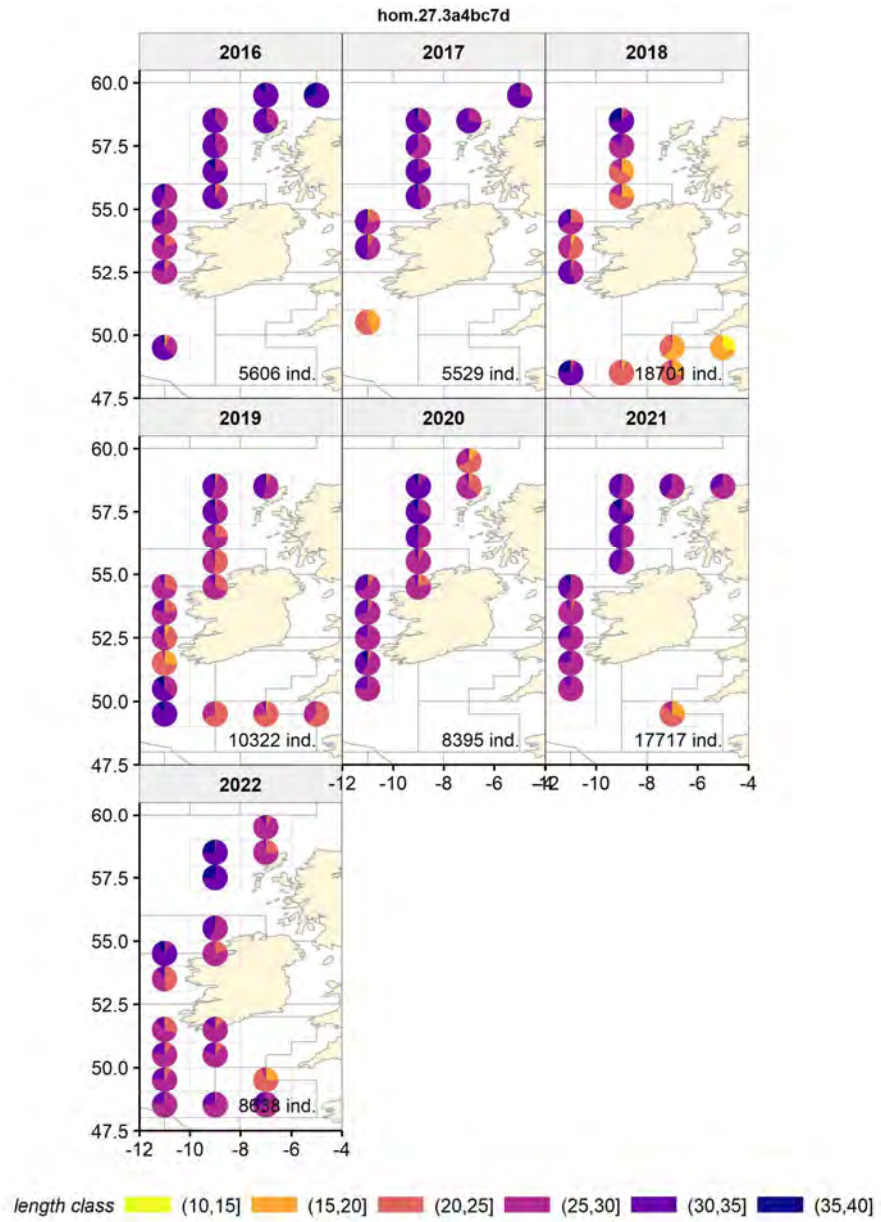 hom.27.3a4bc7d
2016 2017 2018
60.0
57.5
55.0
52.5
50.0
47.5
5606 ind. 5529 ind. 18701 ind.
2019 2020 2021
60.0
57.5
55.0
52.5
50.0
47.5
10322 ind. 8395 ind. 17717 ind.
-12 -10 -8 -6 -4 -12 -10 -8 -6 -4
2022
60.0
57.5
55.0
52.5
50.0
47.5
8638 ind.
-12 -10 -8 -6 -4
length class (10,15] (15,20] (20,25] (25,30] (30,35] (35,40]